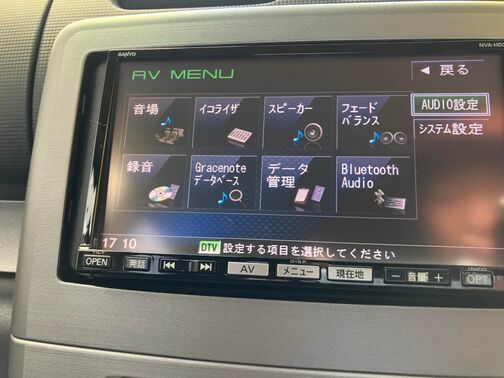 SANYO
NVA-HD
AV MENU
戻る
音場
イコライザ
スピーカー
フェード
バランス
AUDIO設定
システム設定
録音
Gracenote
データベース
データ
管理
Bluetooth
Audio
17 10
DTV 設定する項目を選択してください
DISP
OPEN
発話
AV
メニュー
現在地
- 音量 +
OPT